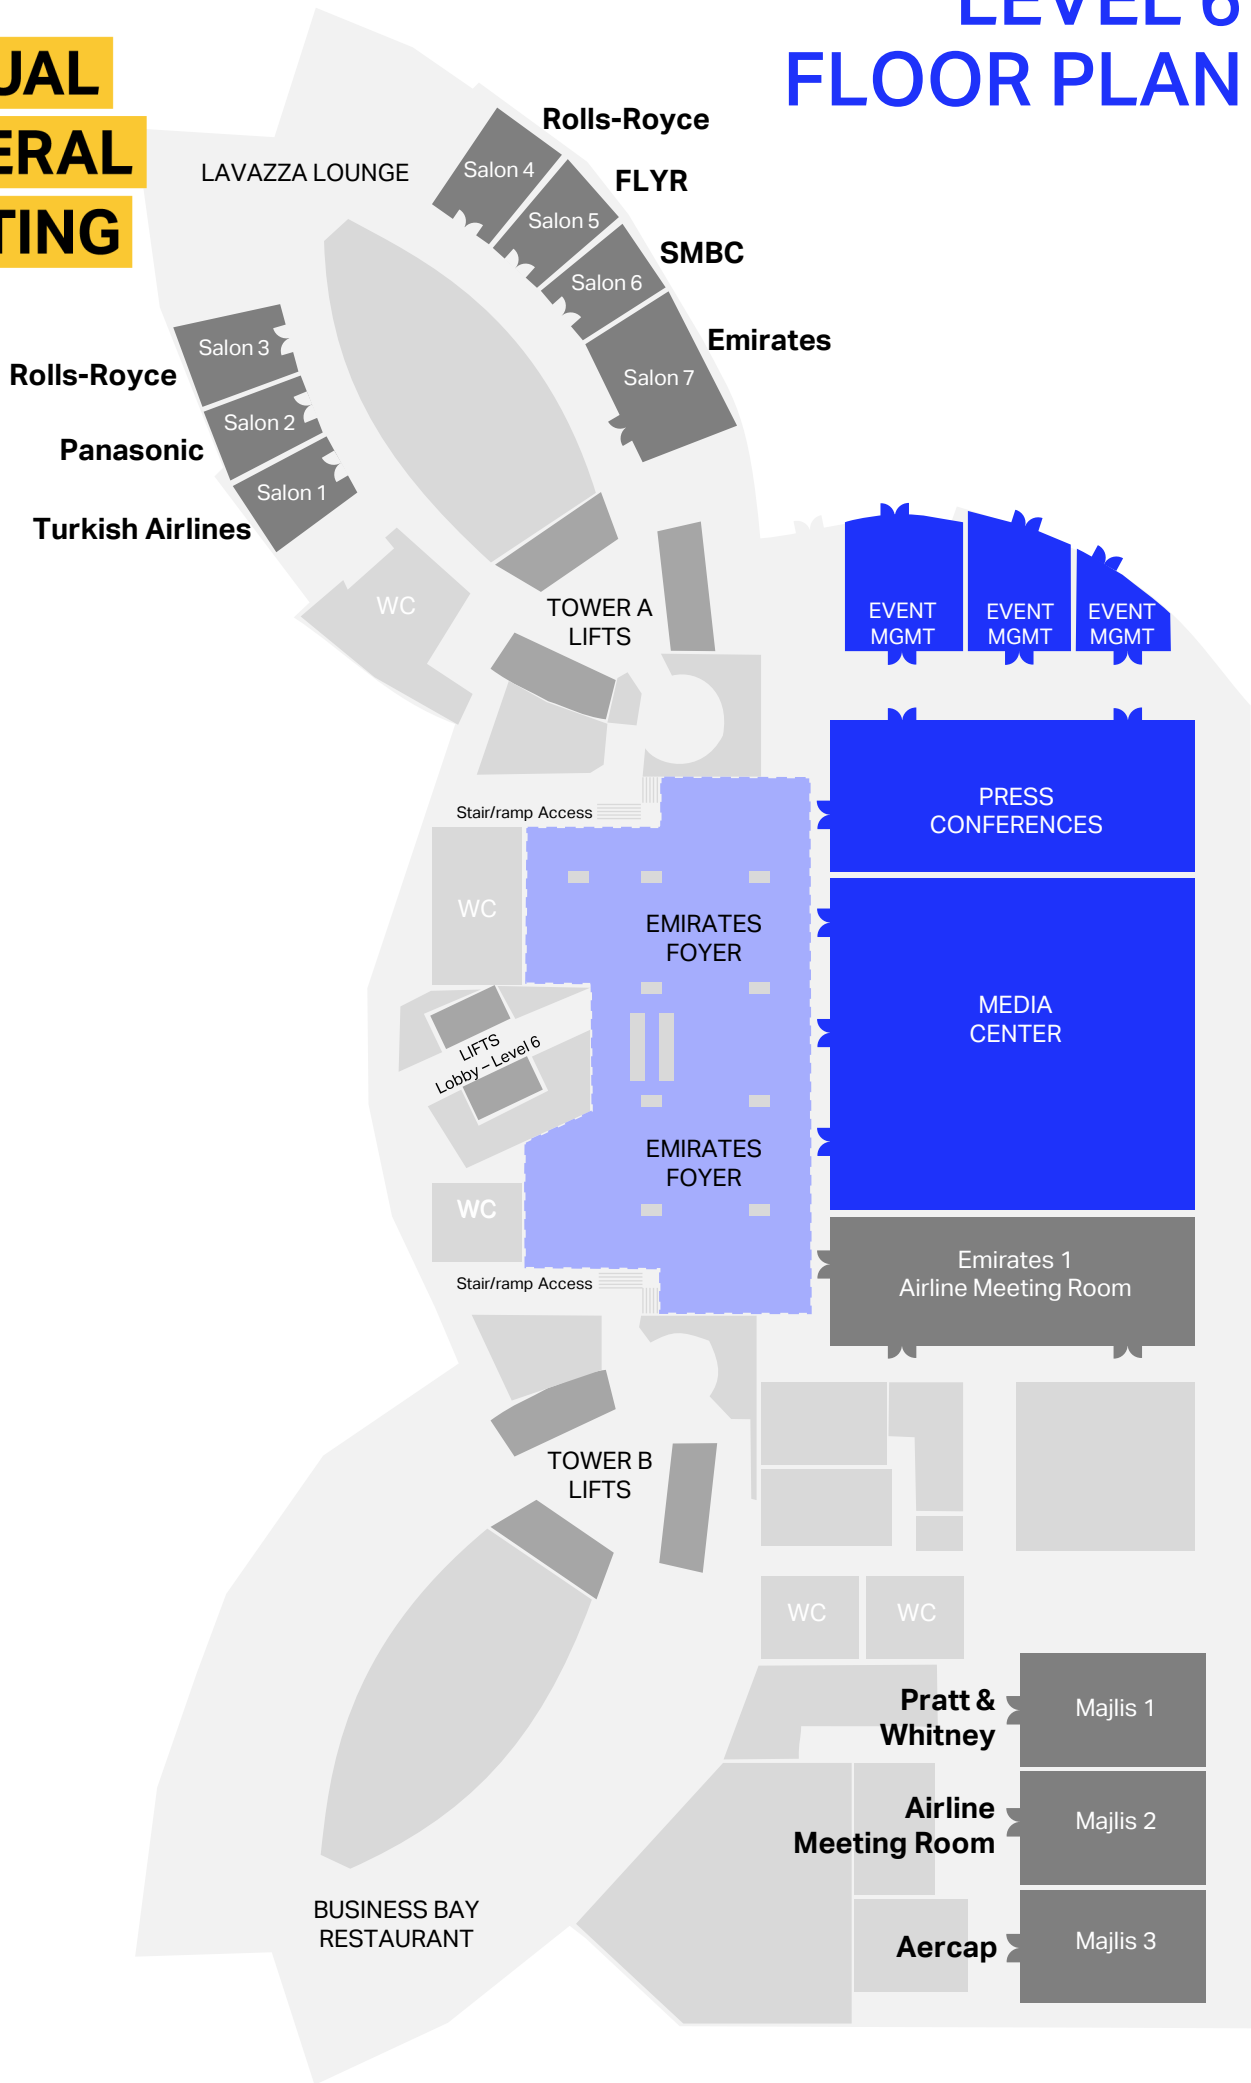 LEVEL 6
FLOOR PLAN
UAL
ERAL
TING
Rolls-Royce
LAVAZZA LOUNGE
Salon 4
FLYR
Salon 5
SMBC
Salon 6
Emirates
Salon 7
Salon 3
Rolls-Royce
Salon 2
Panasonic
Salon 1
Turkish Airlines
WC
TOWER A
LIFTS
EVENT
MGMT
EVENT
MGMT
EVENT
MGMT
Stair/ramp Access
PRESS
CONFERENCES
WC
EMIRATES
FOYER
MEDIA
CENTER
LIFTS
Lobby – Level 6
EMIRATES
FOYER
WC
Stair/ramp Access
Emirates 1
Airline Meeting Room
TOWER B
LIFTS
WC
WC
Pratt &
Whitney
Majlis 1
Airline
Meeting Room
Majlis 2
BUSINESS BAY
RESTAURANT
Aercap
Majlis 3